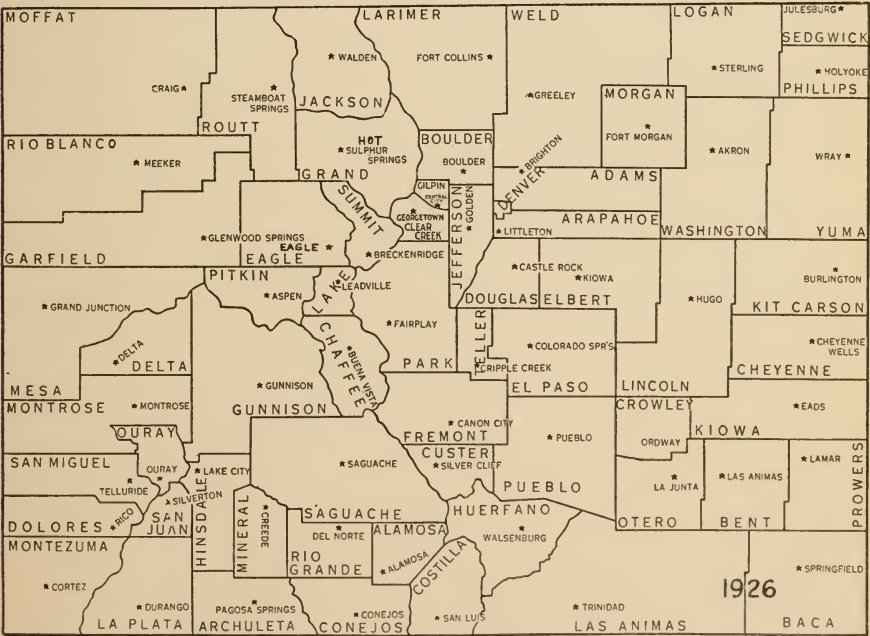 MOFFAT
LARIMER
WELD
LOGAN
JULESBURG
SEDGWICK
WALDEN
FORT COLLINS
STERLING
HOLYOKE
CRAIG
STEAMBOAT
SPRINGS
GREELEY
PHILLIPS
JACKSON
MORGAN
ROUTT
FORT MORGAN
RIO BLANCO
HOT
SULPHUR
SPRINGS
BOULDER
BOULDER
BRIGHTON
AKRON
WRAY
MEEKER
GRAND
GILPIN
CENTRAL
CITY
DENVER
ADAMS
SUMMIT
GEORGETOWN
CLEAR
CREEK
JEFFERSON
GOLDEN
ARAPAHOE
LITTLETON
WASHINGTON
YUMA
GLENWOOD SPRINGS
EAGLE
GARFIELD
EAGLE
BRECKENRIDGE
CASTLE ROCK
KIOWA
BURLINGTON
PITKIN
ASPEN
LAKE
LEADVILLE
DOUGLAS
ELBERT
HUGO
KIT CARSON
GRAND JUNCTION
FAIRPLAY
DELTA
DELTA
CHAFFEE
BUENA VISTA
PARK
TELLER
CRIPPLE CREEK
COLORADO SPR'S
CHEYENNE
WELLS
MESA
GUNNISON
EL PASO
LINCOLN
CHEYENNE
MONTROSE
MONTROSE
GUNNISON
CROWLEY
EADS
OURAY
CANON CITY
FREMONT
PUEBLO
ORDWAY
KIOWA
SAN MIGUEL
OURAY
LAKE CITY
SAGUACHE
CUSTER
SILVER CLIFF
LAMAR
TELLURIDE
SILVERTON
PUEBLO
LA JUNTA
LAS ANIMAS
PROWERS
DOLORES
RICO
SAN
JUAN
HINSDALE
MINERAL
CREEDE
SAGUACHE
HUERFANO
OTERO
BENT
MONTEZUMA
DEL NORTE
ALAMOSA
WALSENBURG
RIO
GRANDE
ALAMOSA
COSTILLA
CORTEZ
SPRINGFIELD
1926
DURANGO
PAGOSA SPRINGS
CONEJOS
SAN LUIS
TRINIDAD
LA PLATA
ARCHULETA
CONEJOS
LAS ANIMAS
BACA